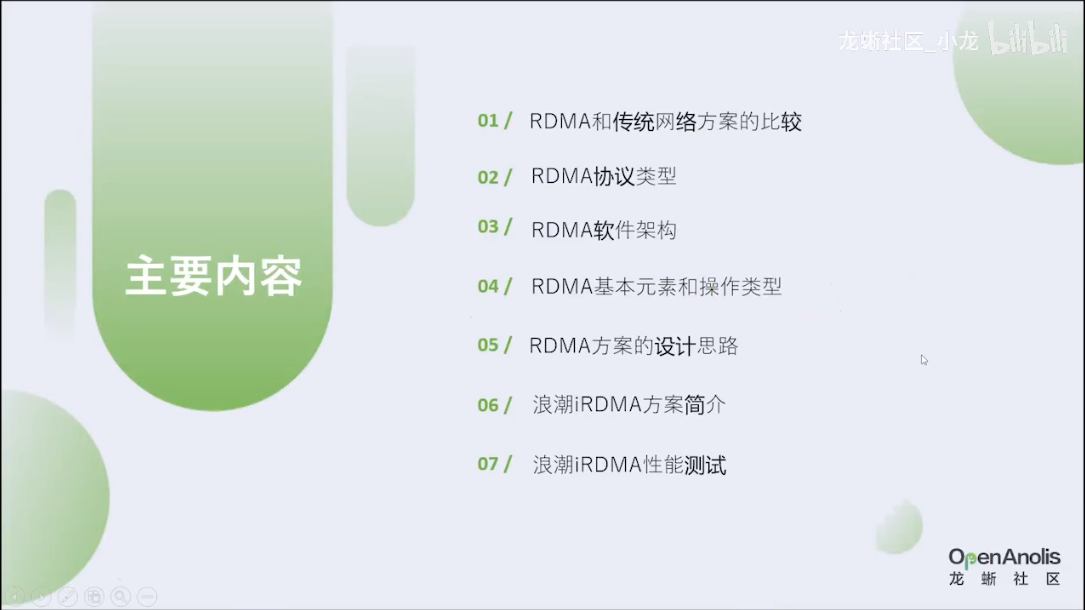 龙蜥社区_小龙 bilibili
主要内容
01 / RDMA和传统网络方案的比较
02 / RDMA协议类型
03 / RDMA软件架构
04 / RDMA基本元素和操作类型
05 / RDMA方案的设计思路
06 / 浪潮iRDMA方案简介
07 / 浪潮iRDMA性能测试
OpenAnolis
龙蜥社区